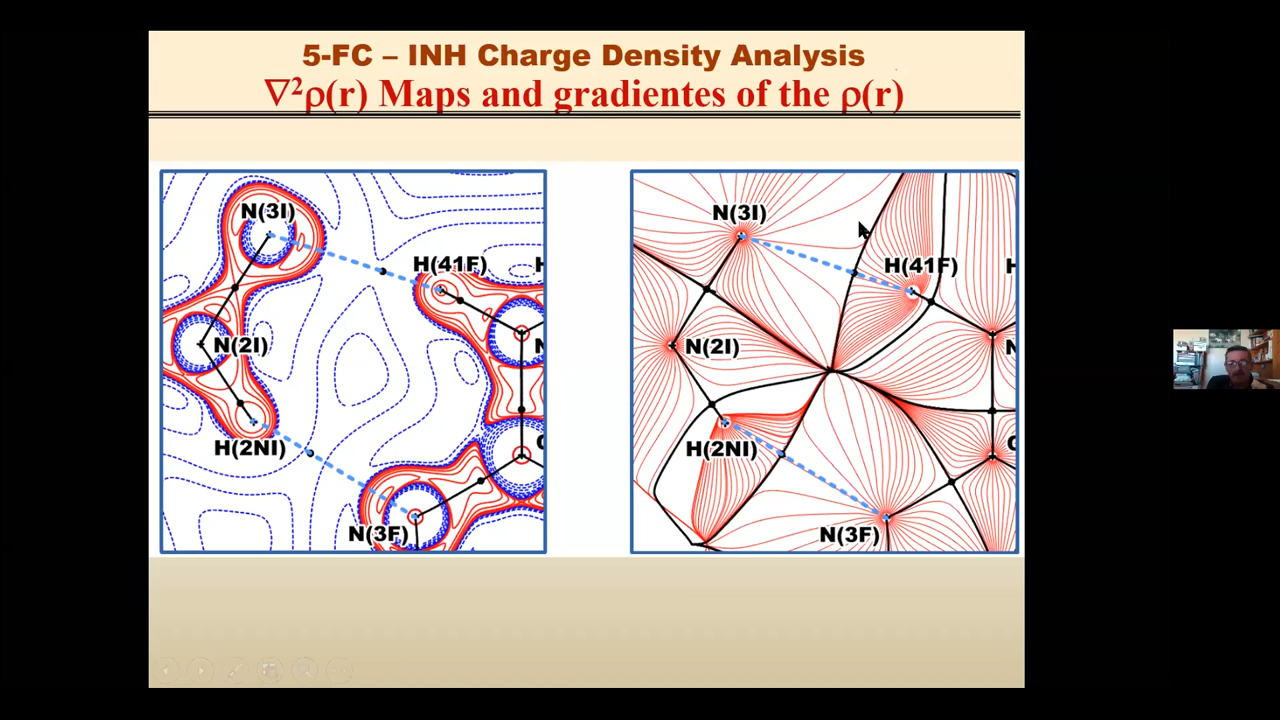 5-FC – INH Charge Density Analysis
∇²ρ(r) Maps and gradientes of the ρ(r)
N(3I)
H(41F)
H
N(2I)
N
H(2NI)
C
N(3F)
N(3I)
H(41F)
H
N(2I)
N
H(2NI)
C
N(3F)